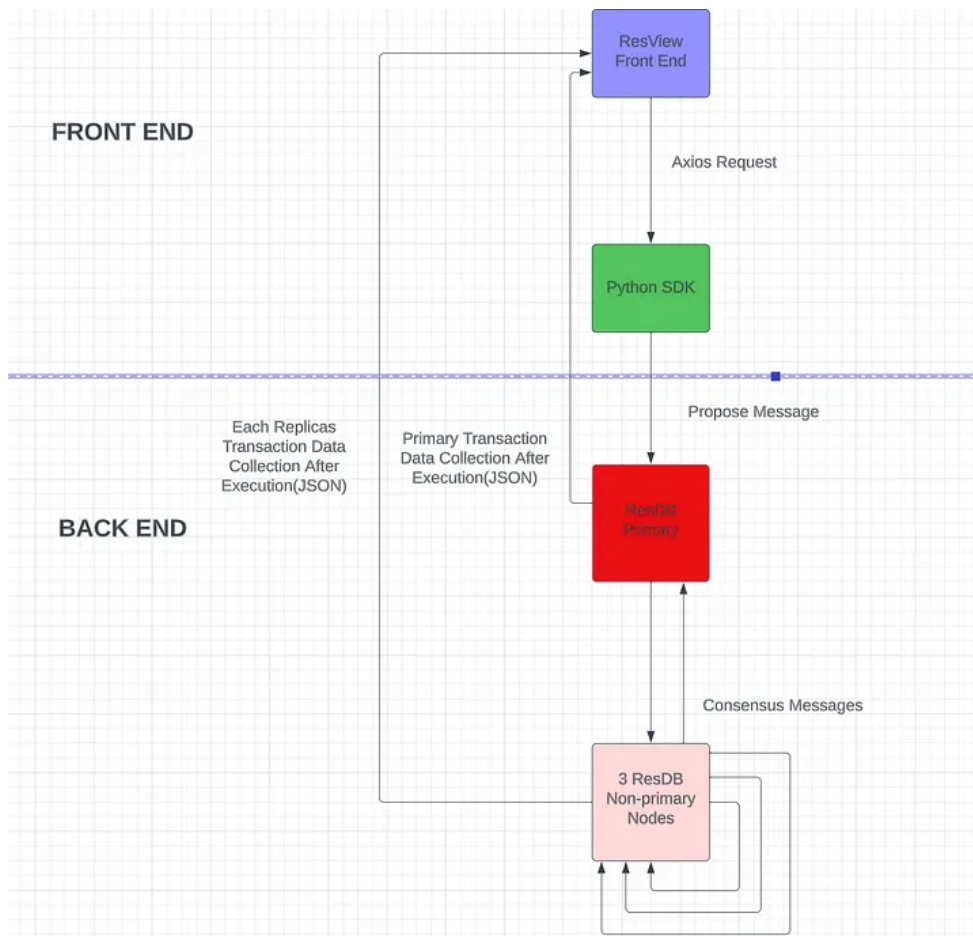 ResView
Front End
FRONT END
Axios Request
Python SDK
Propose Message
Each Replicas
Transaction Data
Collection After
Execution(JSON)
Primary Transaction
Data Collection After
Execution(JSON)
ResDB
Primary
BACK END
Consensus Messages
3 ResDB
Non-primary
Nodes